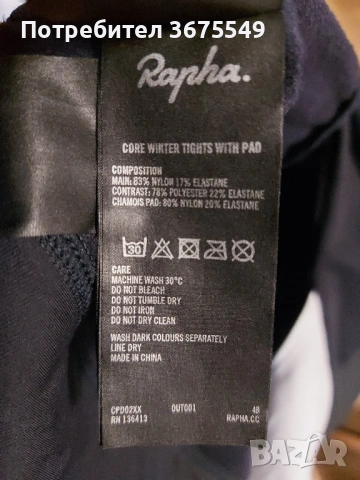 Потребител 3675549
Rapha.
CORE WINTER TIGHTS WITH PAD
COMPOSITION
MAIN: 83% NYLON 17% ELASTANE
CONTRAST: 78% POLYESTER 22% ELASTANE
CHAMOIS PAD: 80% NYLON 20% ELASTANE
30
CARE
MACHINE WASH 30°C
DO NOT BLEACH
DO NOT TUMBLE DRY
DO NOT IRON
DO NOT DRY CLEAN
WASH DARK COLOURS SEPARATELY
LINE DRY
MADE IN CHINA
CPD02XX OUT001 48
RN 136413 RAPHA.CC
BAZAR
bg